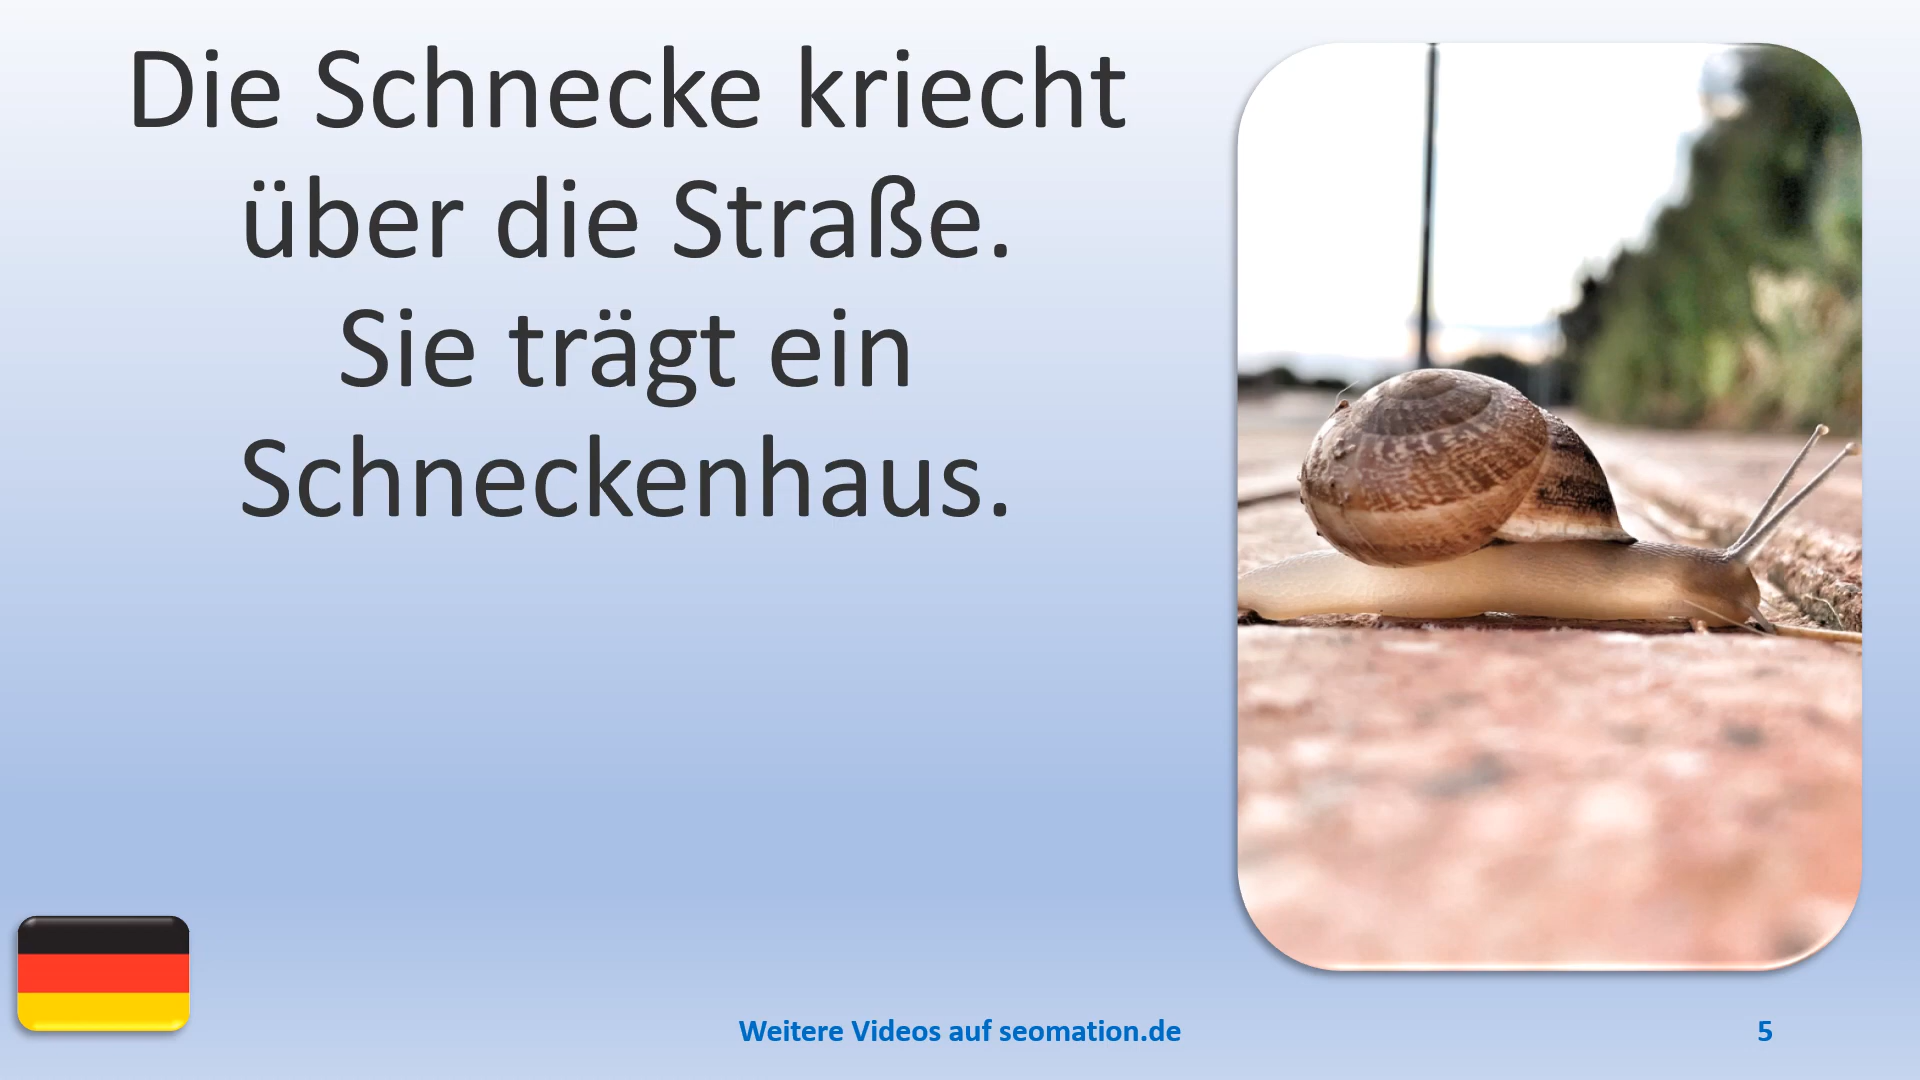 Die Schnecke kriecht
über die Straße.
Sie trägt ein
Schneckenhaus.
Weitere Videos auf seomation.de
5